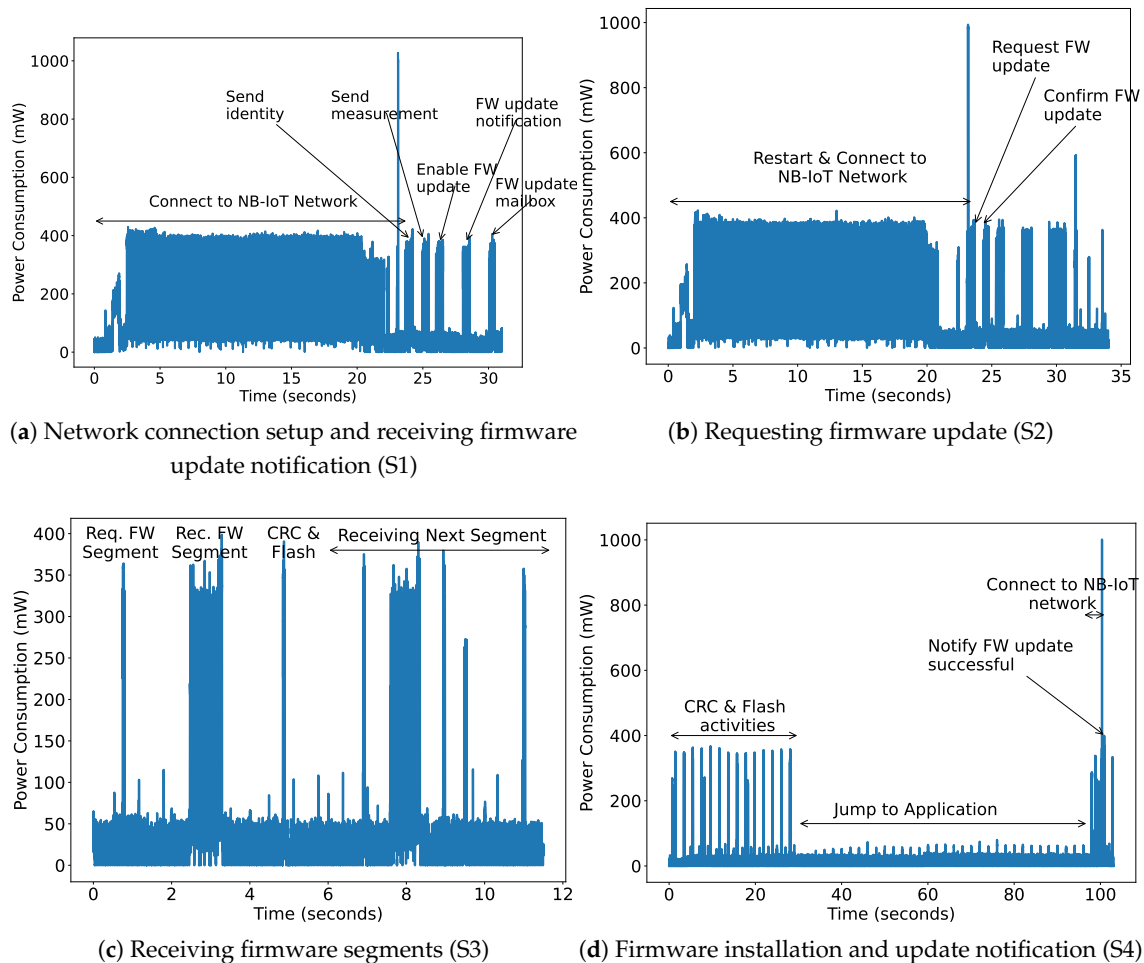 Power Consumption (mW)
1000
800
600
400
200
0
Send
identity
Send
measurement
FW update
notification
Enable FW
update
FW update
mailbox
Connect to NB-IoT Network
0 5 10 15 20 25 30
Time (seconds)
(a) Network connection setup and receiving firmware
update notification (S1)
Power Consumption (mW)
1000
800
600
400
200
0
Request FW
update
Confirm FW
update
Restart & Connect to
NB-IoT Network
0 5 10 15 20 25 30 35
Time (seconds)
(b) Requesting firmware update (S2)
Power Consumption (mW)
400
350
300
250
200
150
100
50
0
Req. FW
Segment
Rec. FW
Segment
CRC &
Flash
Receiving Next Segment
0 2 4 6 8 10 12
Time (seconds)
(c) Receiving firmware segments (S3)
Power Consumption (mW)
1000
800
600
400
200
0
Connect to NB-IoT
network
Notify FW update
successful
CRC & Flash
activities
Jump to Application
0 20 40 60 80 100
Time (seconds)
(d) Firmware installation and update notification (S4)